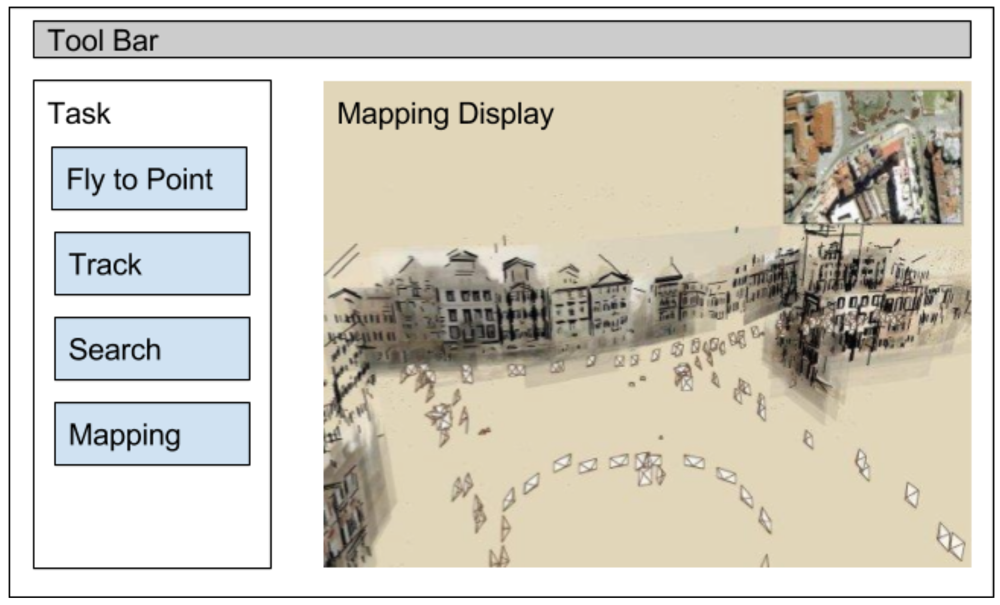 Tool Bar
Task
Fly to Point
Track
Search
Mapping
Mapping Display